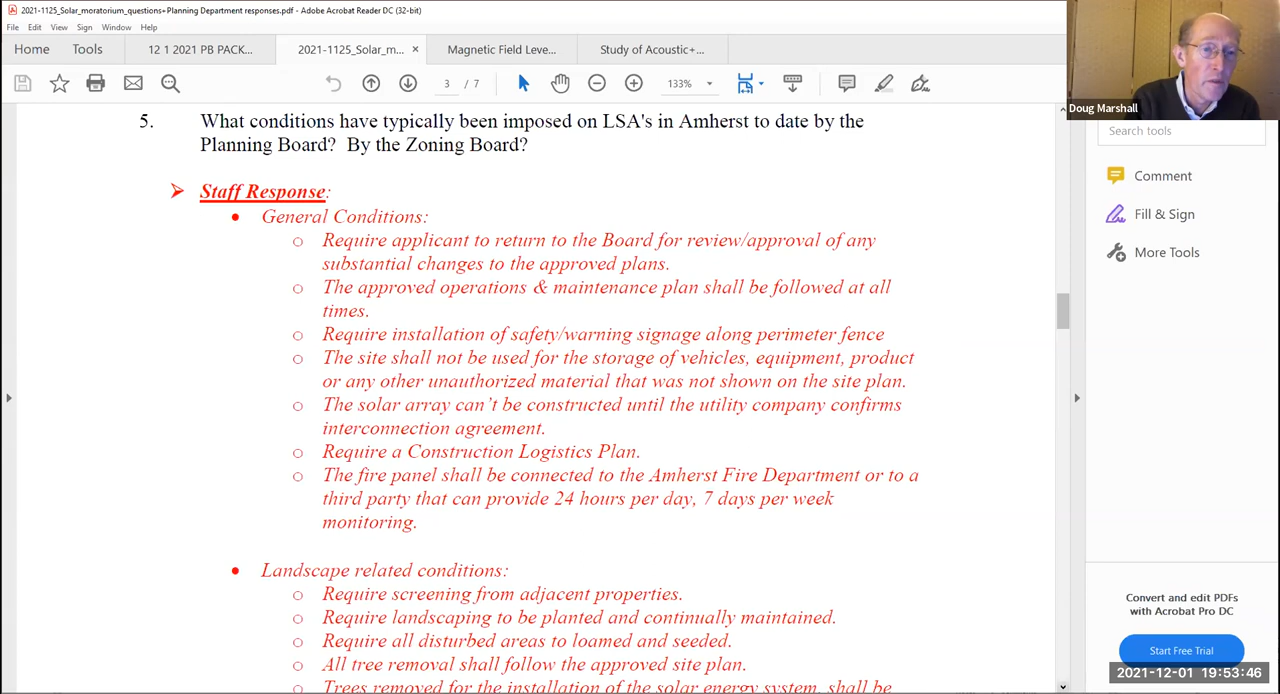 2021-1125_Solar_moratorium_questions+Planning Department responses.pdf - Adobe Acrobat Reader DC (32-bit)
File Edit View Sign Window Help
Home Tools 12 1 2021 PB PACK... 2021-1125_Solar_m... × Magnetic Field Leve... Study of Acoustic+...
3 / 7 133%
Doug Marshall
Search tools
Comment
Fill & Sign
More Tools
5. What conditions have typically been imposed on LSA's in Amherst to date by the
Planning Board? By the Zoning Board?
➢ Staff Response:
• General Conditions:
o Require applicant to return to the Board for review/approval of any
substantial changes to the approved plans.
o The approved operations & maintenance plan shall be followed at all
times.
o Require installation of safety/warning signage along perimeter fence
o The site shall not be used for the storage of vehicles, equipment, product
or any other unauthorized material that was not shown on the site plan.
o The solar array can't be constructed until the utility company confirms
interconnection agreement.
o Require a Construction Logistics Plan.
o The fire panel shall be connected to the Amherst Fire Department or to a
third party that can provide 24 hours per day, 7 days per week
monitoring.
• Landscape related conditions:
o Require screening from adjacent properties.
o Require landscaping to be planted and continually maintained.
o Require all disturbed areas to loamed and seeded.
o All tree removal shall follow the approved site plan.
o Trees removed for the installation of the solar energy system, shall be
Convert and edit PDFs
with Acrobat Pro DC
Start Free Trial
2021-12-01 19:53:46